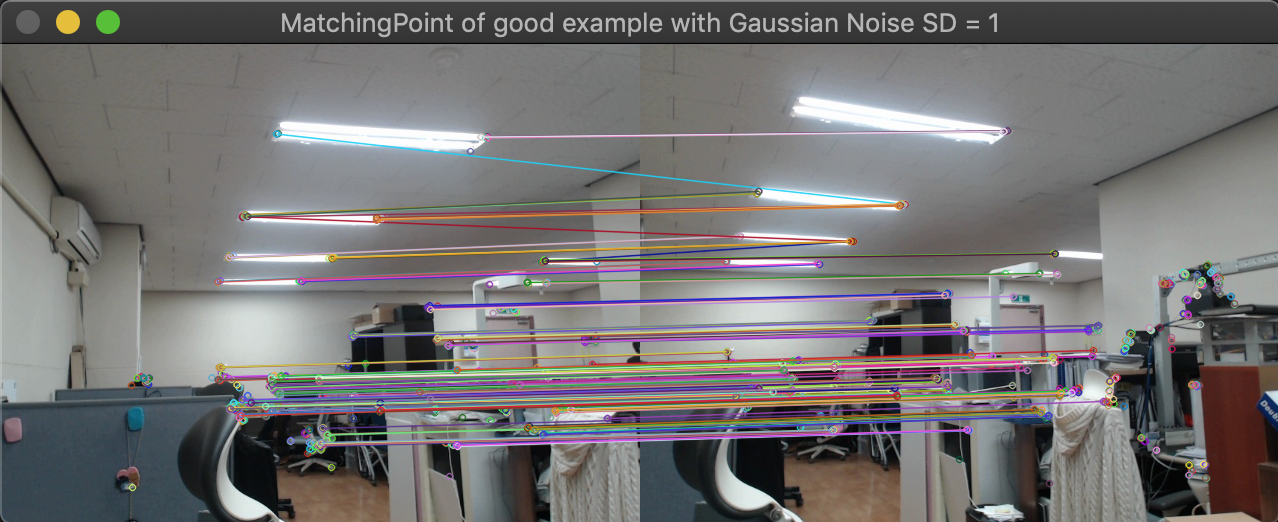 MatchingPoint of good example with Gaussian Noise SD = 1